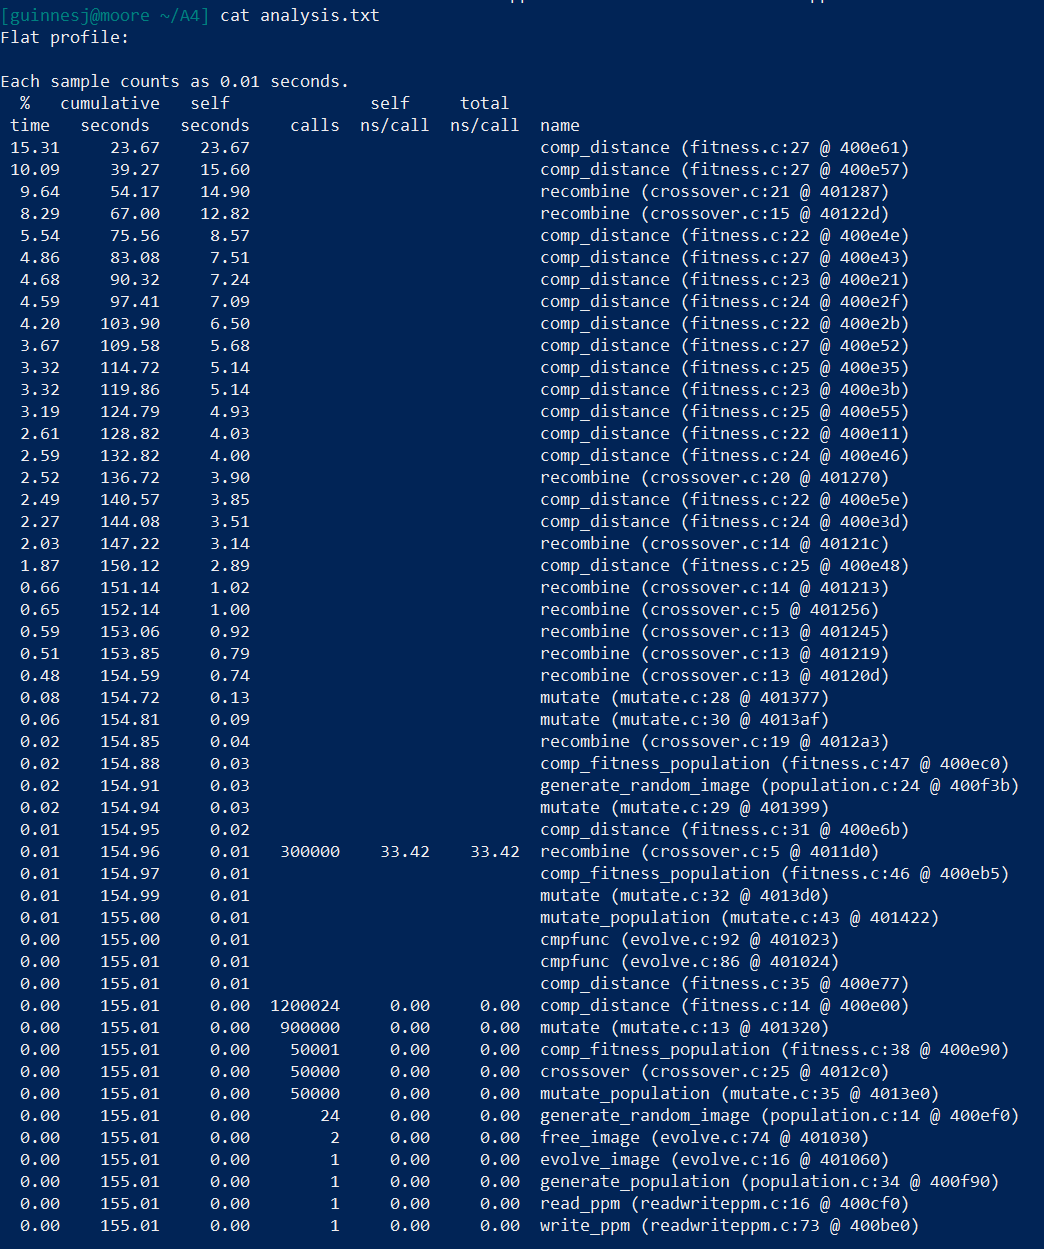 [guinnesj@moore ~/A4] cat analysis.txt
Flat profile:
Each sample counts as 0.01 seconds.
  %   cumulative   self              self     total
 time   seconds   seconds    calls  ns/call  ns/call  name
15.31     23.67    23.67                             comp_distance (fitness.c:27 @ 400e61)
10.09     39.27    15.60                             comp_distance (fitness.c:27 @ 400e57)
 9.64     54.17    14.90                             recombine (crossover.c:21 @ 401287)
 8.29     67.00    12.82                             recombine (crossover.c:15 @ 40122d)
 5.54     75.56     8.57                             comp_distance (fitness.c:22 @ 400e4e)
 4.86     83.08     7.51                             comp_distance (fitness.c:27 @ 400e43)
 4.68     90.32     7.24                             comp_distance (fitness.c:23 @ 400e21)
 4.59     97.41     7.09                             comp_distance (fitness.c:24 @ 400e2f)
 4.20    103.90     6.50                             comp_distance (fitness.c:22 @ 400e2b)
 3.67    109.58     5.68                             comp_distance (fitness.c:27 @ 400e52)
 3.32    114.72     5.14                             comp_distance (fitness.c:25 @ 400e35)
 3.32    119.86     5.14                             comp_distance (fitness.c:23 @ 400e3b)
 3.19    124.79     4.93                             comp_distance (fitness.c:25 @ 400e55)
 2.61    128.82     4.03                             comp_distance (fitness.c:22 @ 400e11)
 2.59    132.82     4.00                             comp_distance (fitness.c:24 @ 400e46)
 2.52    136.72     3.90                             recombine (crossover.c:20 @ 401270)
 2.49    140.57     3.85                             comp_distance (fitness.c:22 @ 400e5e)
 2.27    144.08     3.51                             comp_distance (fitness.c:24 @ 400e3d)
 2.03    147.22     3.14                             recombine (crossover.c:14 @ 40121c)
 1.87    150.12     2.89                             comp_distance (fitness.c:25 @ 400e48)
 0.66    151.14     1.02                             recombine (crossover.c:14 @ 401213)
 0.65    152.14     1.00                             recombine (crossover.c:5 @ 401256)
 0.59    153.06     0.92                             recombine (crossover.c:13 @ 401245)
 0.51    153.85     0.79                             recombine (crossover.c:13 @ 401219)
 0.48    154.59     0.74                             recombine (crossover.c:13 @ 40120d)
 0.08    154.72     0.13                             mutate (mutate.c:28 @ 401377)
 0.06    154.81     0.09                             mutate (mutate.c:30 @ 4013af)
 0.02    154.85     0.04                             recombine (crossover.c:19 @ 4012a3)
 0.02    154.88     0.03                             comp_fitness_population (fitness.c:47 @ 400ec0)
 0.02    154.91     0.03                             generate_random_image (population.c:24 @ 400f3b)
 0.02    154.94     0.03                             mutate (mutate.c:29 @ 401399)
 0.01    154.95     0.02                             comp_distance (fitness.c:31 @ 400e6b)
 0.01    154.96     0.01   300000    33.42    33.42  recombine (crossover.c:5 @ 4011d0)
 0.01    154.97     0.01                             comp_fitness_population (fitness.c:46 @ 400eb5)
 0.01    154.99     0.01                             mutate (mutate.c:32 @ 4013d0)
 0.01    155.00     0.01                             mutate_population (mutate.c:43 @ 401422)
 0.00    155.00     0.01                             cmpfunc (evolve.c:92 @ 401023)
 0.00    155.01     0.01                             cmpfunc (evolve.c:86 @ 401024)
 0.00    155.01     0.01                             comp_distance (fitness.c:35 @ 400e77)
 0.00    155.01     0.00  1200024     0.00     0.00  comp_distance (fitness.c:14 @ 400e00)
 0.00    155.01     0.00   900000     0.00     0.00  mutate (mutate.c:13 @ 401320)
 0.00    155.01     0.00    50001     0.00     0.00  comp_fitness_population (fitness.c:38 @ 400e90)
 0.00    155.01     0.00    50000     0.00     0.00  crossover (crossover.c:25 @ 4012c0)
 0.00    155.01     0.00    50000     0.00     0.00  mutate_population (mutate.c:35 @ 4013e0)
 0.00    155.01     0.00       24     0.00     0.00  generate_random_image (population.c:14 @ 400ef0)
 0.00    155.01     0.00        2     0.00     0.00  free_image (evolve.c:74 @ 401030)
 0.00    155.01     0.00        1     0.00     0.00  evolve_image (evolve.c:16 @ 401060)
 0.00    155.01     0.00        1     0.00     0.00  generate_population (population.c:34 @ 400f90)
 0.00    155.01     0.00        1     0.00     0.00  read_ppm (readwriteppm.c:16 @ 400cf0)
 0.00    155.01     0.00        1     0.00     0.00  write_ppm (readwriteppm.c:73 @ 400be0)